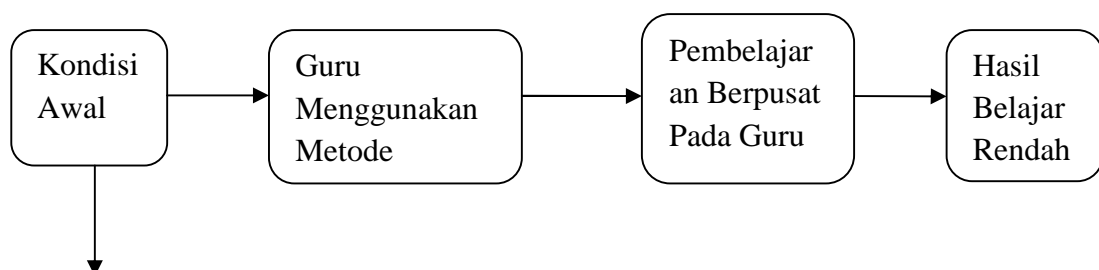 Kondisi
Awal
Guru
Menggunakan
Metode
Pembelajar
an Berpusat
Pada Guru
Hasil
Belajar
Rendah